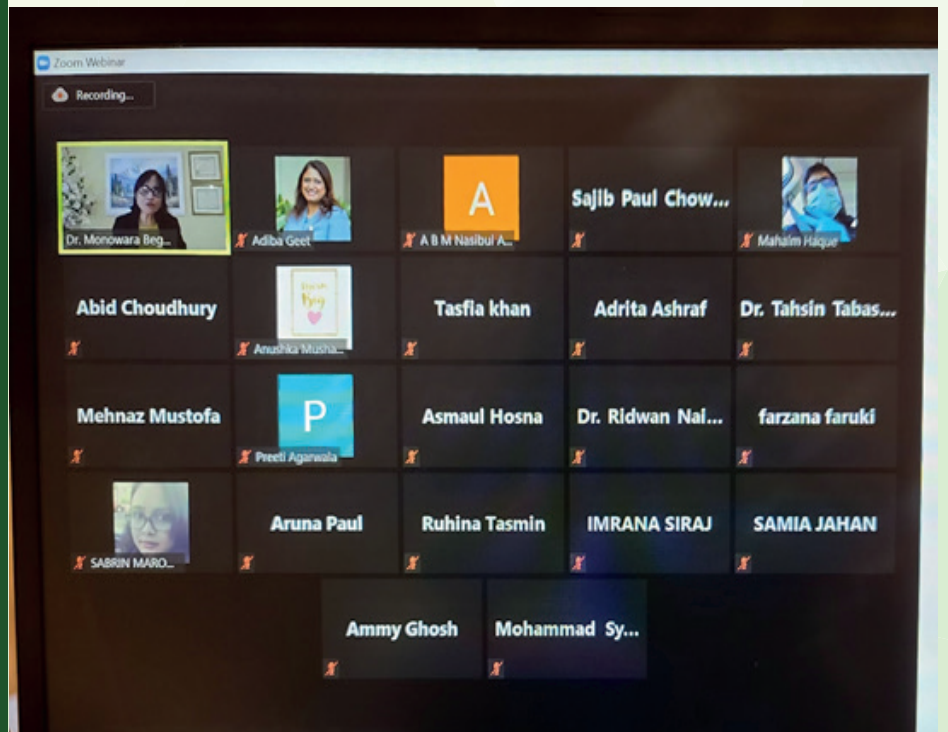 Zoom Webinar
Recording...
Dr. Monowara Beg...
Adiba Geet
A
A B M Nasibul A...
Sajib Paul Chow...
Mahaim Haque
Abid Choudhury
Big
Anushka Musha...
Tasfia khan
Adrita Ashraf
Dr. Tahsin Tabas...
Mehnaz Mustofa
P
Preeti Agarwala
Asmaul Hosna
Dr. Ridwan Nai...
farzana faruki
SABRIN MARO...
Aruna Paul
Ruhina Tasmin
IMRANA SIRAJ
SAMIA JAHAN
Ammy Ghosh
Mohammad Sy...